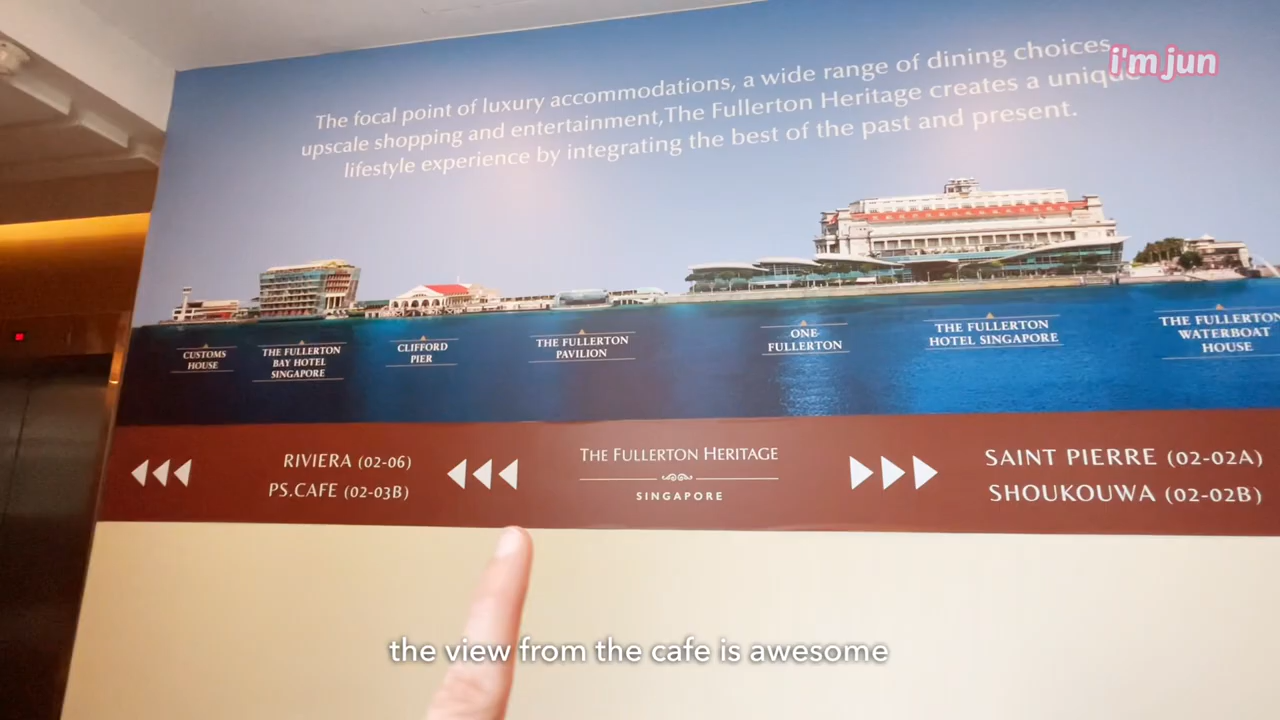 i'm jun
The focal point of luxury accommodations, a wide range of dining choices,
upscale shopping and entertainment,The Fullerton Heritage creates a unique
lifestyle experience by integrating the best of the past and present.
CUSTOMS
HOUSE
THE FULLERTON
BAY HOTEL
SINGAPORE
CLIFFORD
PIER
THE FULLERTON
PAVILION
ONE
FULLERTON
THE FULLERTON
HOTEL SINGAPORE
THE FULLERTON
WATERBOAT
HOUSE
RIVIERA (02-06)
PS.CAFE (02-03B)
THE FULLERTON HERITAGE
SINGAPORE
SAINT PIERRE (02-02A)
SHOUKOUWA (02-02B)
the view from the cafe is awesome